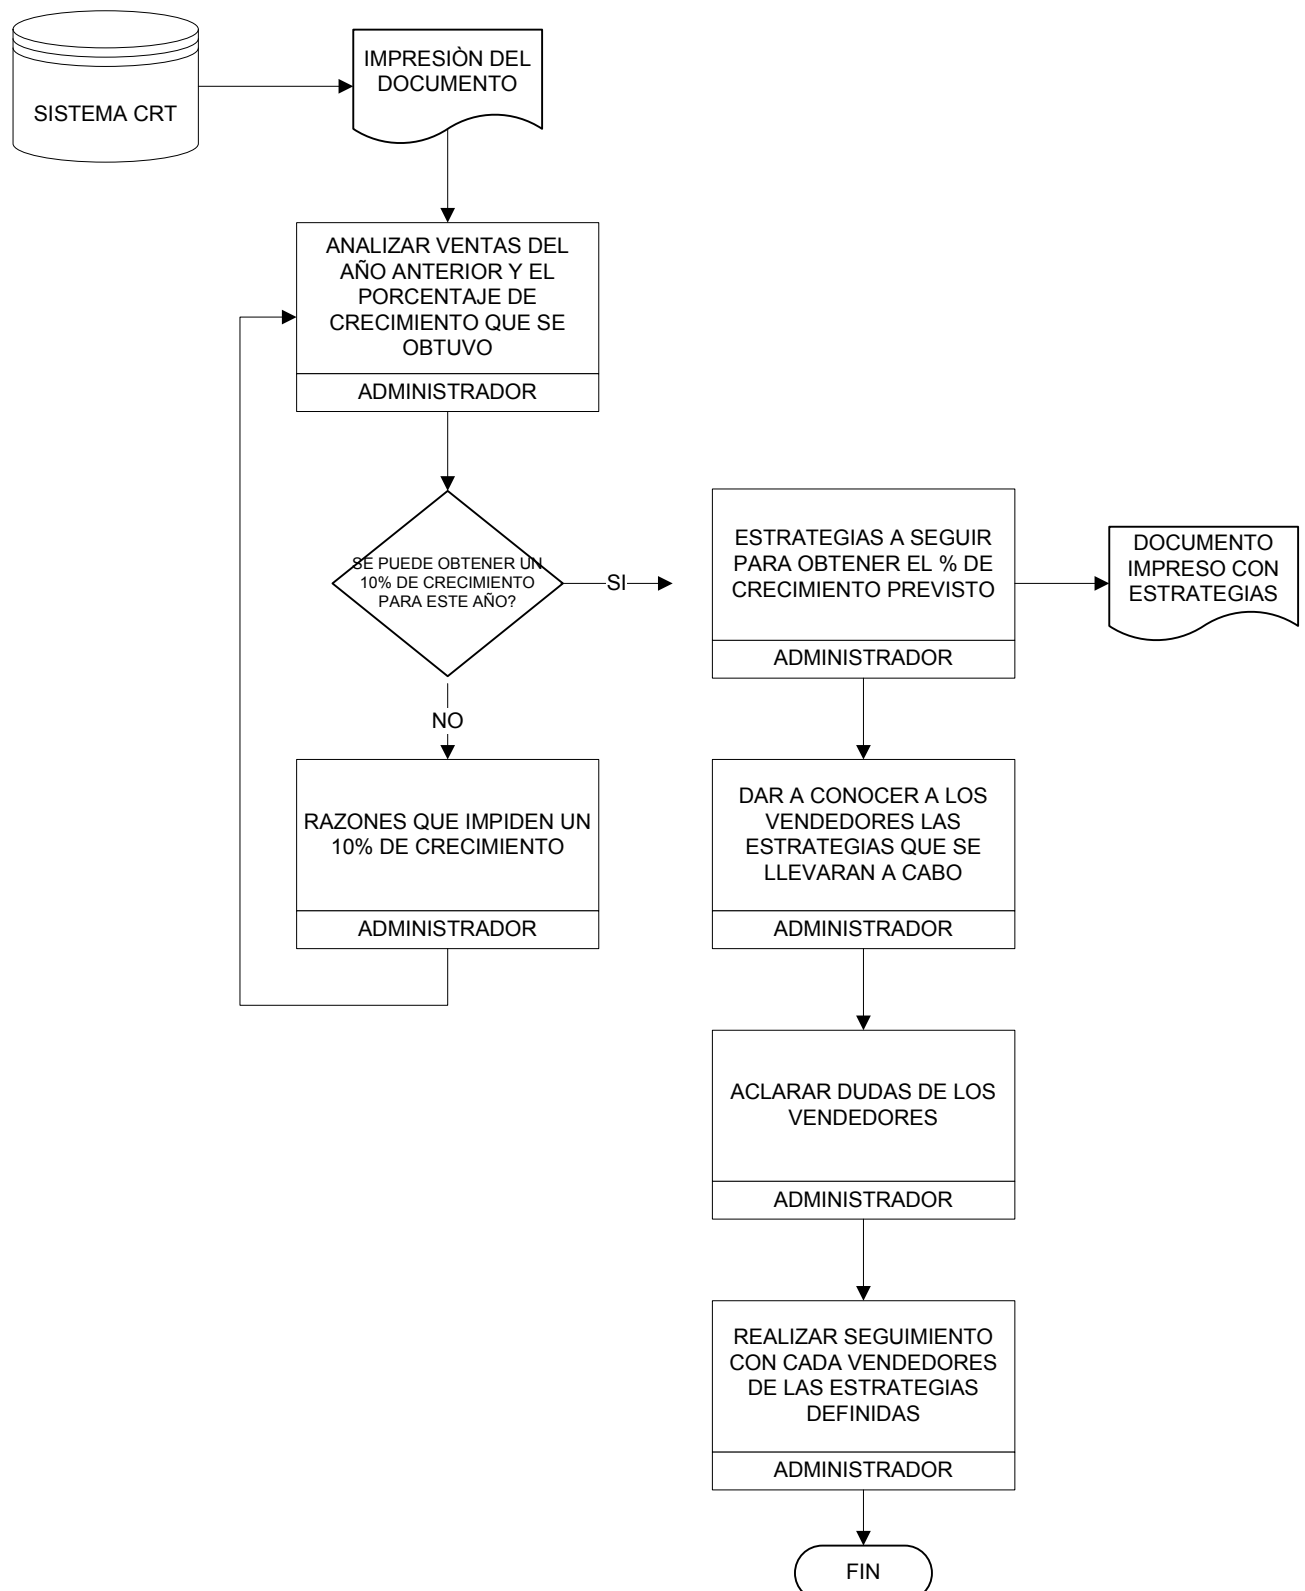 SISTEMA CRT
IMPRESIÒN DEL
DOCUMENTO
ANALIZAR VENTAS DEL
AÑO ANTERIOR Y EL
PORCENTAJE DE
CRECIMIENTO QUE SE
OBTUVO
ADMINISTRADOR
SE PUEDE OBTENER UN
10% DE CRECIMIENTO
PARA ESTE AÑO?
SI
NO
RAZONES QUE IMPIDEN UN
10% DE CRECIMIENTO
ADMINISTRADOR
ESTRATEGIAS A SEGUIR
PARA OBTENER EL % DE
CRECIMIENTO PREVISTO
ADMINISTRADOR
DOCUMENTO
IMPRESO CON
ESTRATEGIAS
DAR A CONOCER A LOS
VENDEDORES LAS
ESTRATEGIAS QUE SE
LLEVARAN A CABO
ADMINISTRADOR
ACLARAR DUDAS DE LOS
VENDEDORES
ADMINISTRADOR
REALIZAR SEGUIMIENTO
CON CADA VENDEDORES
DE LAS ESTRATEGIAS
DEFINIDAS
ADMINISTRADOR
FIN